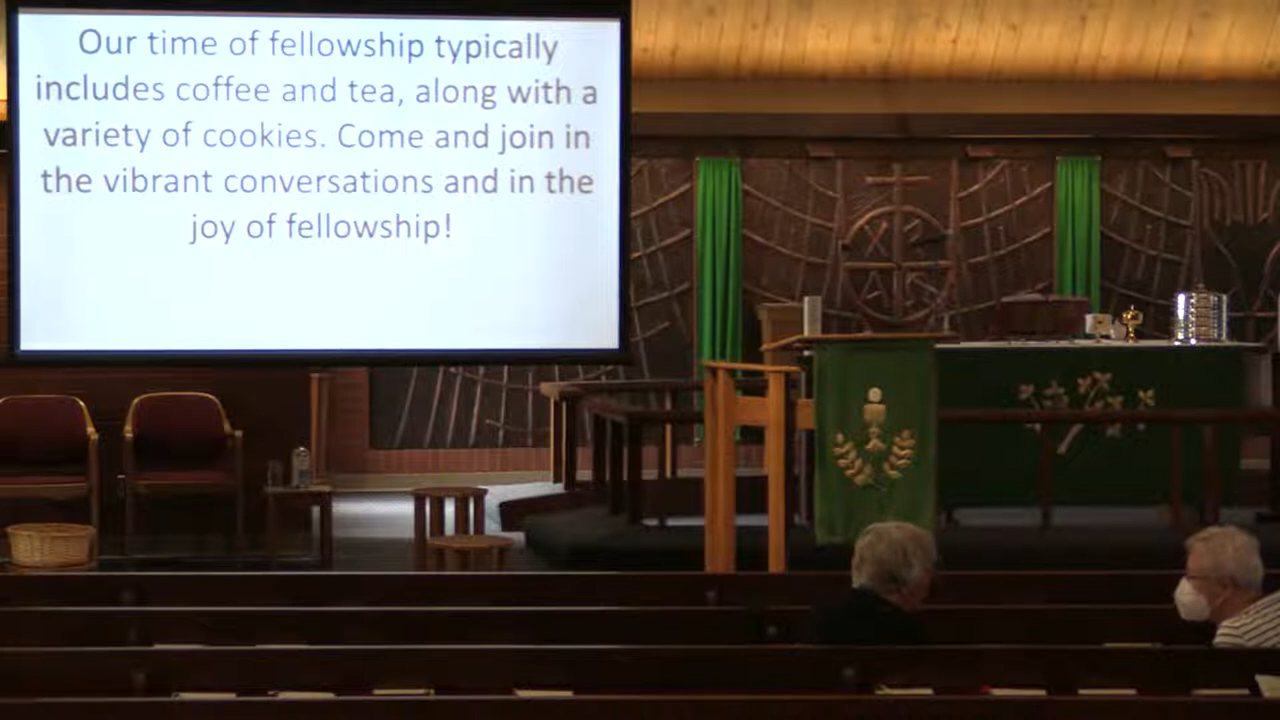 Our time of fellowship typically
includes coffee and tea, along with a
variety of cookies. Come and join in
the vibrant conversations and in the
joy of fellowship!